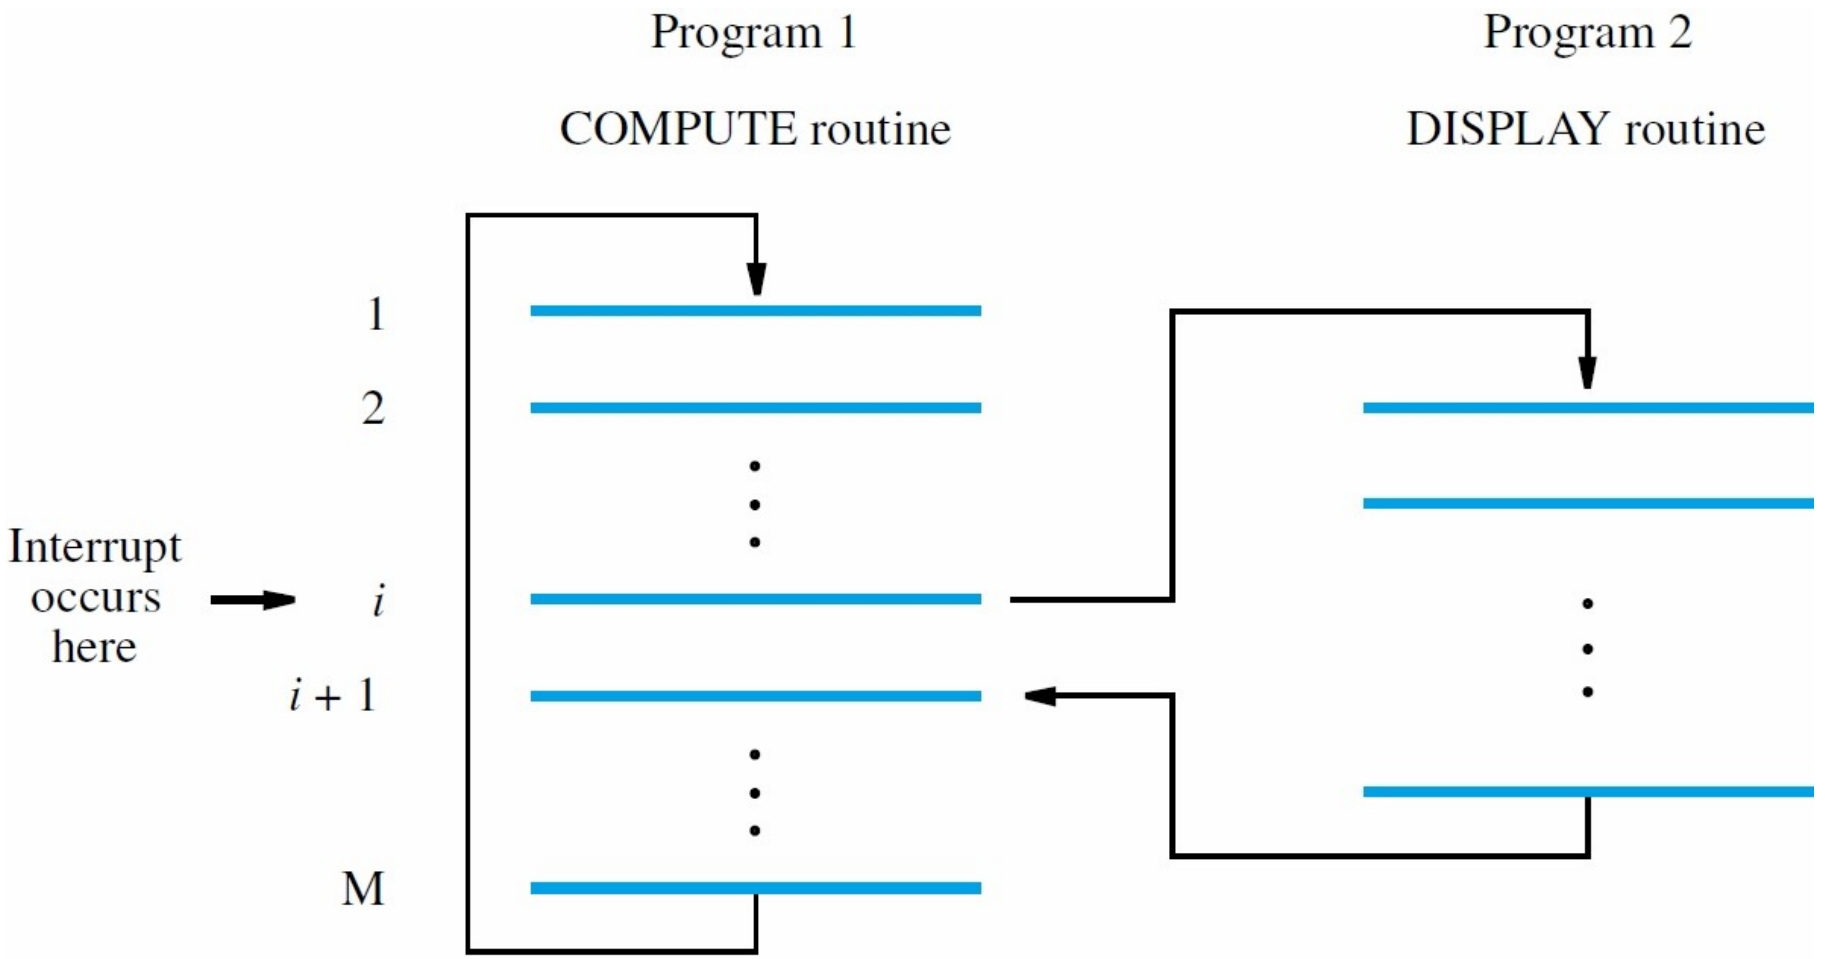 Program 1
Program 2
COMPUTE routine
DISPLAY routine
1
2
Interrupt
occurs
here
i
i + 1
M